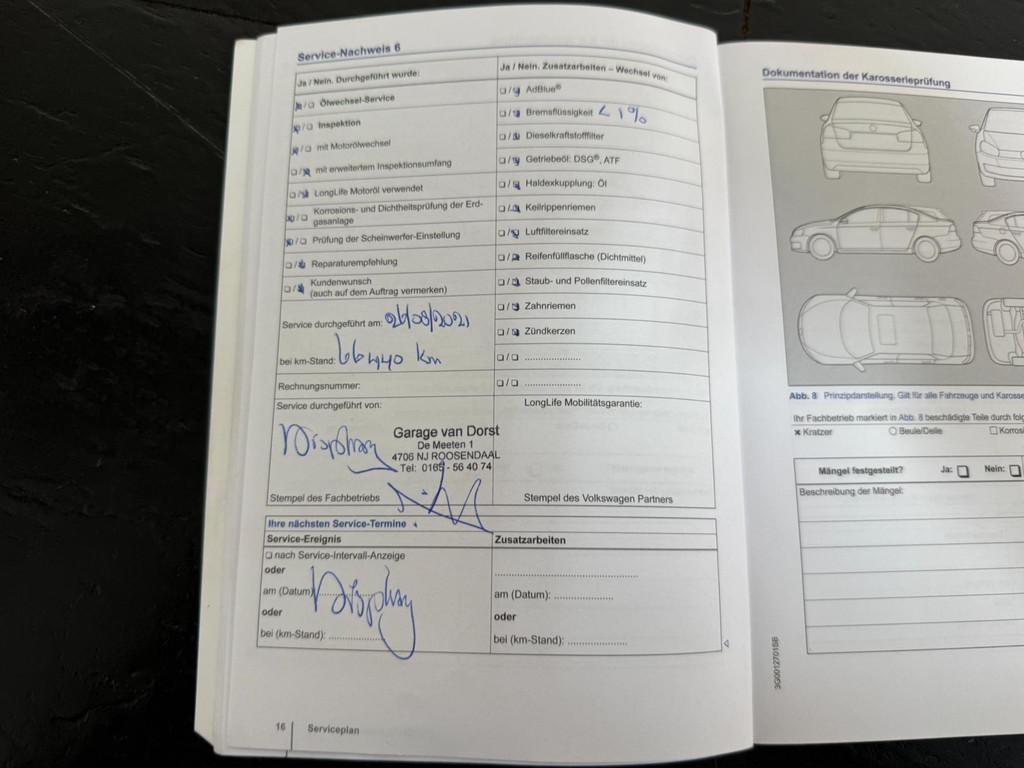 Service-Nachweis 6
Ja / Nein. Durchgeführt wurde:
Ölwechsel-Service
Inspektion
mit Motorölwechsel
mit erweitertem Inspektionsumfang
LongLife Motoröl verwendet
Korrosions- und Dichtheitsprüfung der Erd-
gasanlage
Prüfung der Scheinwerfer-Einstellung
Reparaturempfehlung
Kundenwunsch
(auch auf dem Auftrag vermerken)
Service durchgeführt am: 26/08/2021
bei km-Stand: km
Rechnungsnummer:
Service durchgeführt von:
Display
Garage van Dorst
De Meeten 1
4706 NJ ROOSENDAAL
Tel: 0165 - 56 40 74
Stempel des Fachbetriebs
Ja / Nein. Zusatzarbeiten – Wechsel von:
AdBlue®
Bremsflüssigkeit < 1%
Dieselkraftstofffilter
Getriebeöl: DSG®, ATF
Haldexkupplung: Öl
Keilrippenriemen
Luftfiltereinsatz
Reifenfüllflasche (Dichtmittel)
Staub- und Pollenfiltereinsatz
Zahnriemen
Zündkerzen
LongLife Mobilitätsgarantie:
Stempel des Volkswagen Partners
Ihre nächsten Service-Termine
Service-Ereignis
nach Service-Intervall-Anzeige
oder
am (Datum): Display
oder
bei (km-Stand):
Zusatzarbeiten
am (Datum):
oder
bei (km-Stand):
16 Serviceplan
Dokumentation der Karosserieprüfung
Abb. 8 Prinzipdarstellung. Gilt für alle Fahrzeuge und
Ihr Fachbetrieb markiert in Abb. 8 beschädigte Teile durch
Kratzer Beule/Delle
Mängel festgestellt? Ja: Nein:
Beschreibung der Mängel:
3G0012701SB